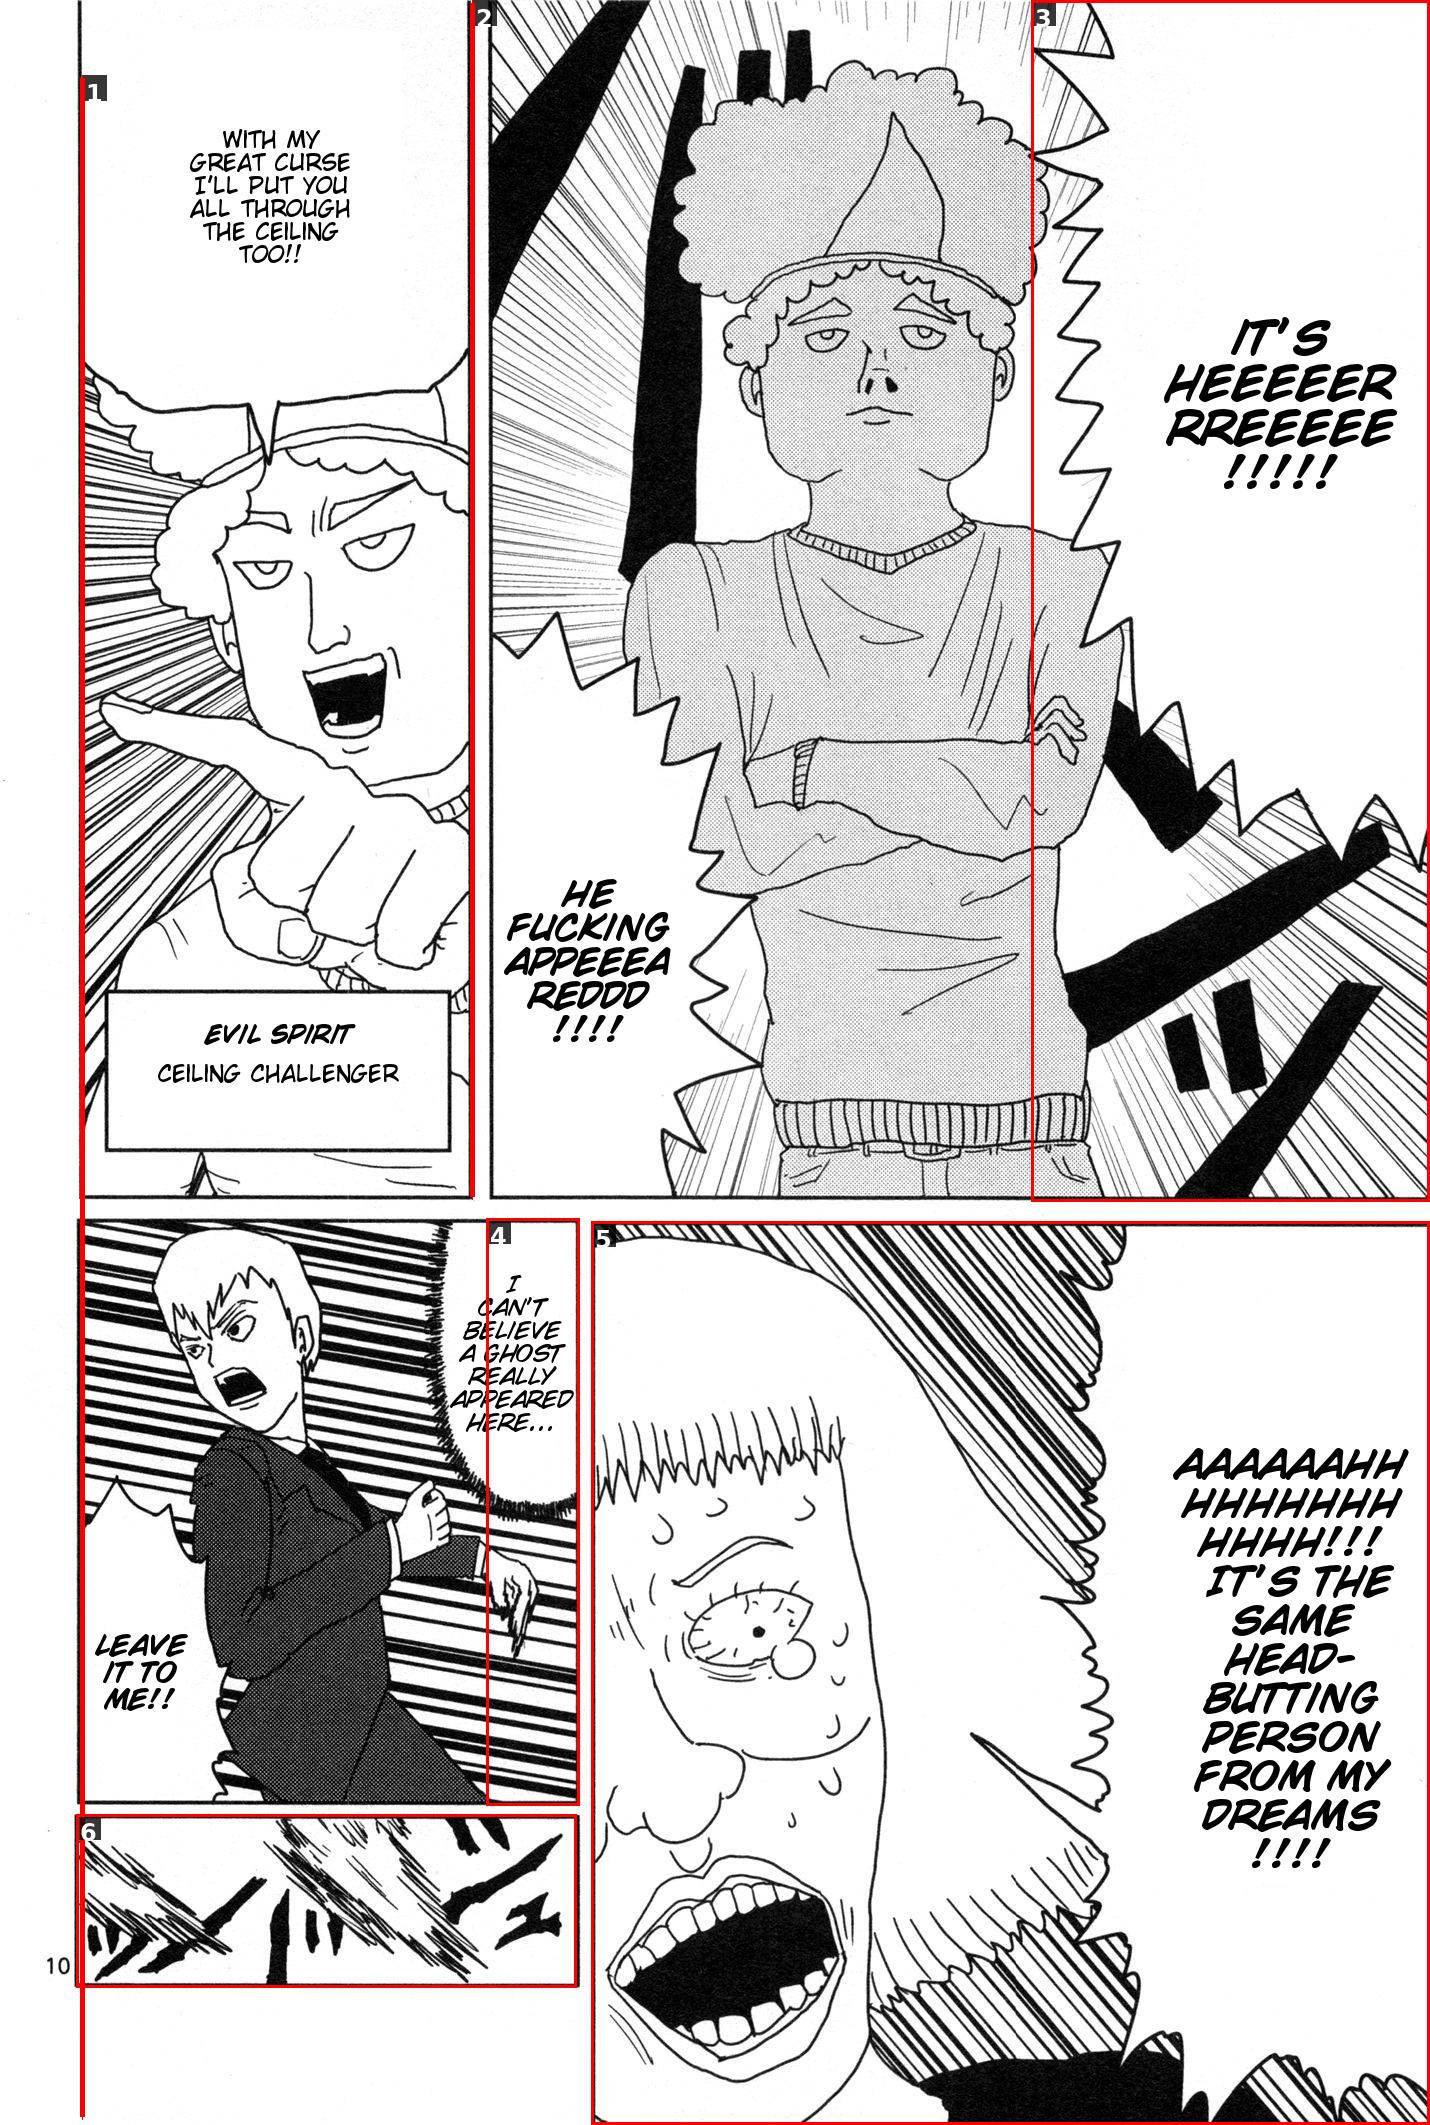 IT'S
HEEEEER
RREEEEE
!!!!!
HE
FUCKING
APPEEEA
REDDD
!!!!
WITH MY
GREAT CURSE
I'LL PUT YOU
ALL THROUGH
THE CEILING
TOO!!
EVIL SPIRIT
CEILING CHALLENGER
AAAAAAHH
HHHHHHH
HHHH!!!
IT'S THE
SAME
HEAD-
BUTTING
PERSON
FROM MY
DREAMS
!!!!
I
CAN'T
BELIEVE
A GHOST
REALLY
APPEARED
HERE...
LEAVE
IT TO
ME!!
10
1
2
3
4
5
6